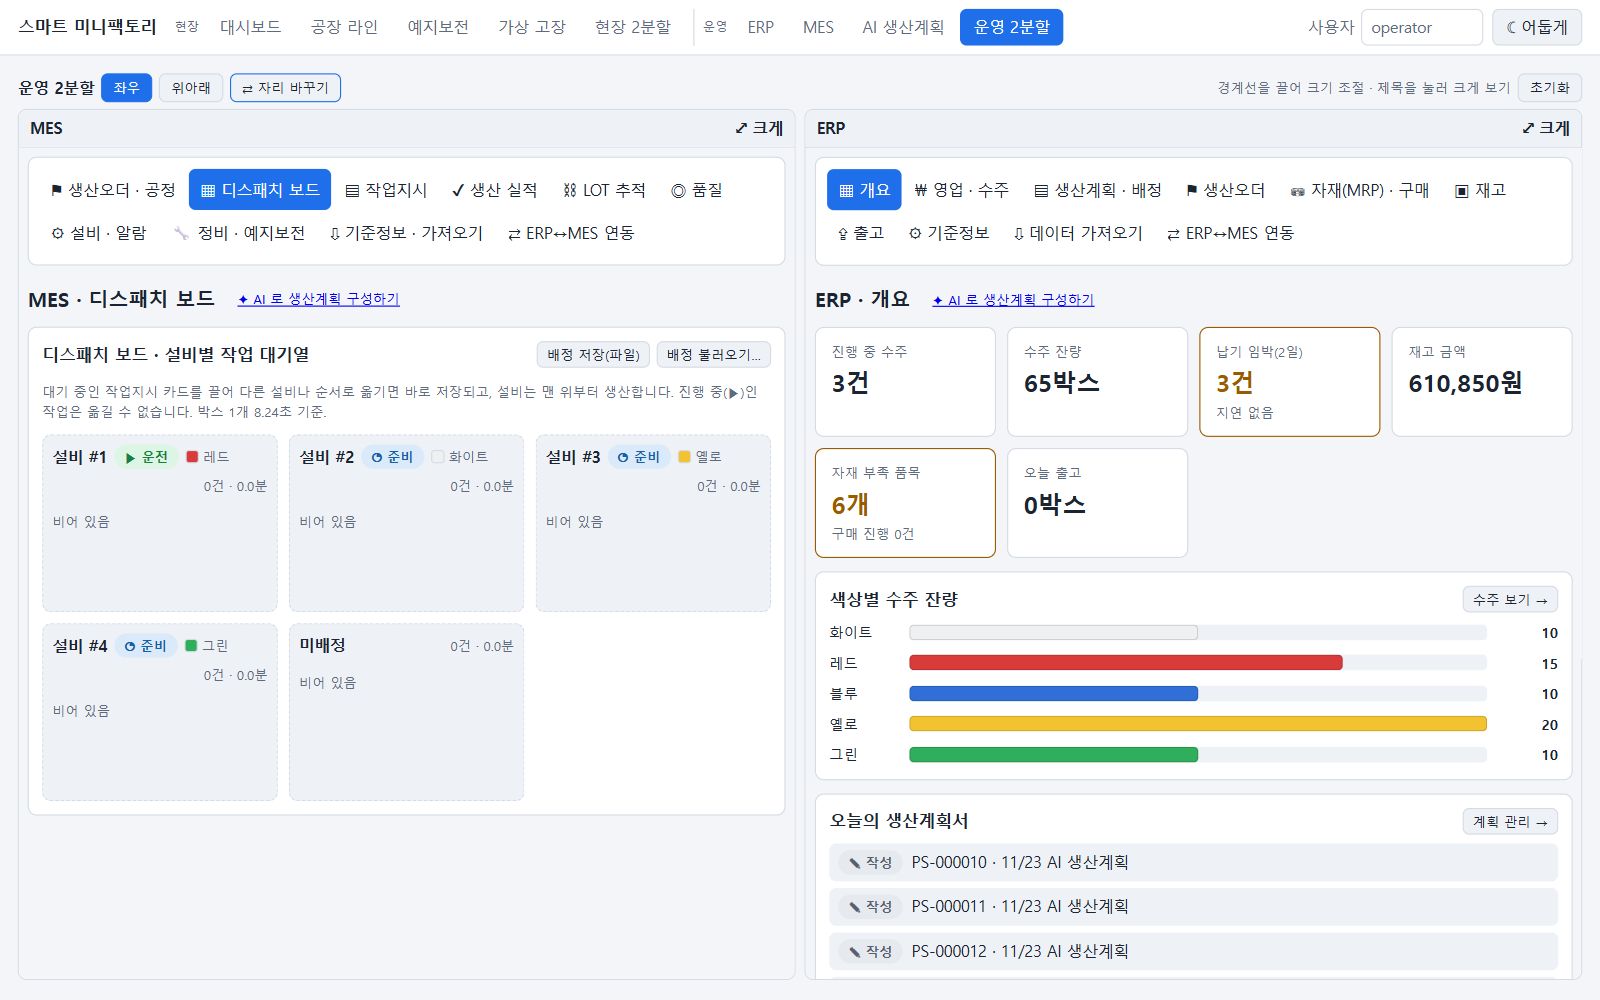 스마트 미니팩토리 현장 대시보드 공장 라인 예지보전 가상 고장 현장 2분할 운영 ERP MES AI 생산계획 운영 2분할 사용자 operator ☾ 어둡게
운영 2분할 좌우 위아래 ⇄ 자리 바꾸기 경계선을 끌어 크기 조절 · 제목을 눌러 크게 보기 초기화
MES ⤢ 크게
⚑ 생산오더 · 공정 ▦ 디스패치 보드 ▤ 작업지시 ✓ 생산 실적 ⛓ LOT 추적 ◎ 품질
⚙ 설비 · 알람 🔧 정비 · 예지보전 ⇩ 기준정보 · 가져오기 ⇄ ERP↔MES 연동
MES · 디스패치 보드 ✦ AI 로 생산계획 구성하기
디스패치 보드 · 설비별 작업 대기열 배정 저장(파일) 배정 불러오기...
대기 중인 작업지시 카드를 끌어 다른 설비나 순서로 옮기면 바로 저장되고, 설비는 맨 위부터 생산합니다. 진행 중(▶)인
작업은 옮길 수 없습니다. 박스 1개 8.24초 기준.
설비 #1 ▶ 운전 레드
0건 · 0.0분
비어 있음
설비 #2 ◔ 준비 화이트
0건 · 0.0분
비어 있음
설비 #3 ◔ 준비 옐로
0건 · 0.0분
비어 있음
설비 #4 ◔ 준비 그린
0건 · 0.0분
비어 있음
미배정 0건 · 0.0분
비어 있음
ERP ⤢ 크게
▦ 개요 ₩ 영업 · 수주 ▤ 생산계획 · 배정 ⚑ 생산오더 자재(MRP) · 구매 ▣ 재고
⇪ 출고 ⚙ 기준정보 ⇩ 데이터 가져오기 ⇄ ERP↔MES 연동
ERP · 개요 ✦ AI 로 생산계획 구성하기
진행 중 수주
3건
수주 잔량
65박스
납기 임박(2일)
3건
지연 없음
재고 금액
610,850원
자재 부족 품목
6개
구매 진행 0건
오늘 출고
0박스
색상별 수주 잔량 수주 보기 →
화이트 10
레드 15
블루 10
옐로 20
그린 10
오늘의 생산계획서 계획 관리 →
✎ 작성 PS-000010 · 11/23 AI 생산계획
✎ 작성 PS-000011 · 11/23 AI 생산계획
✎ 작성 PS-000012 · 11/23 AI 생산계획